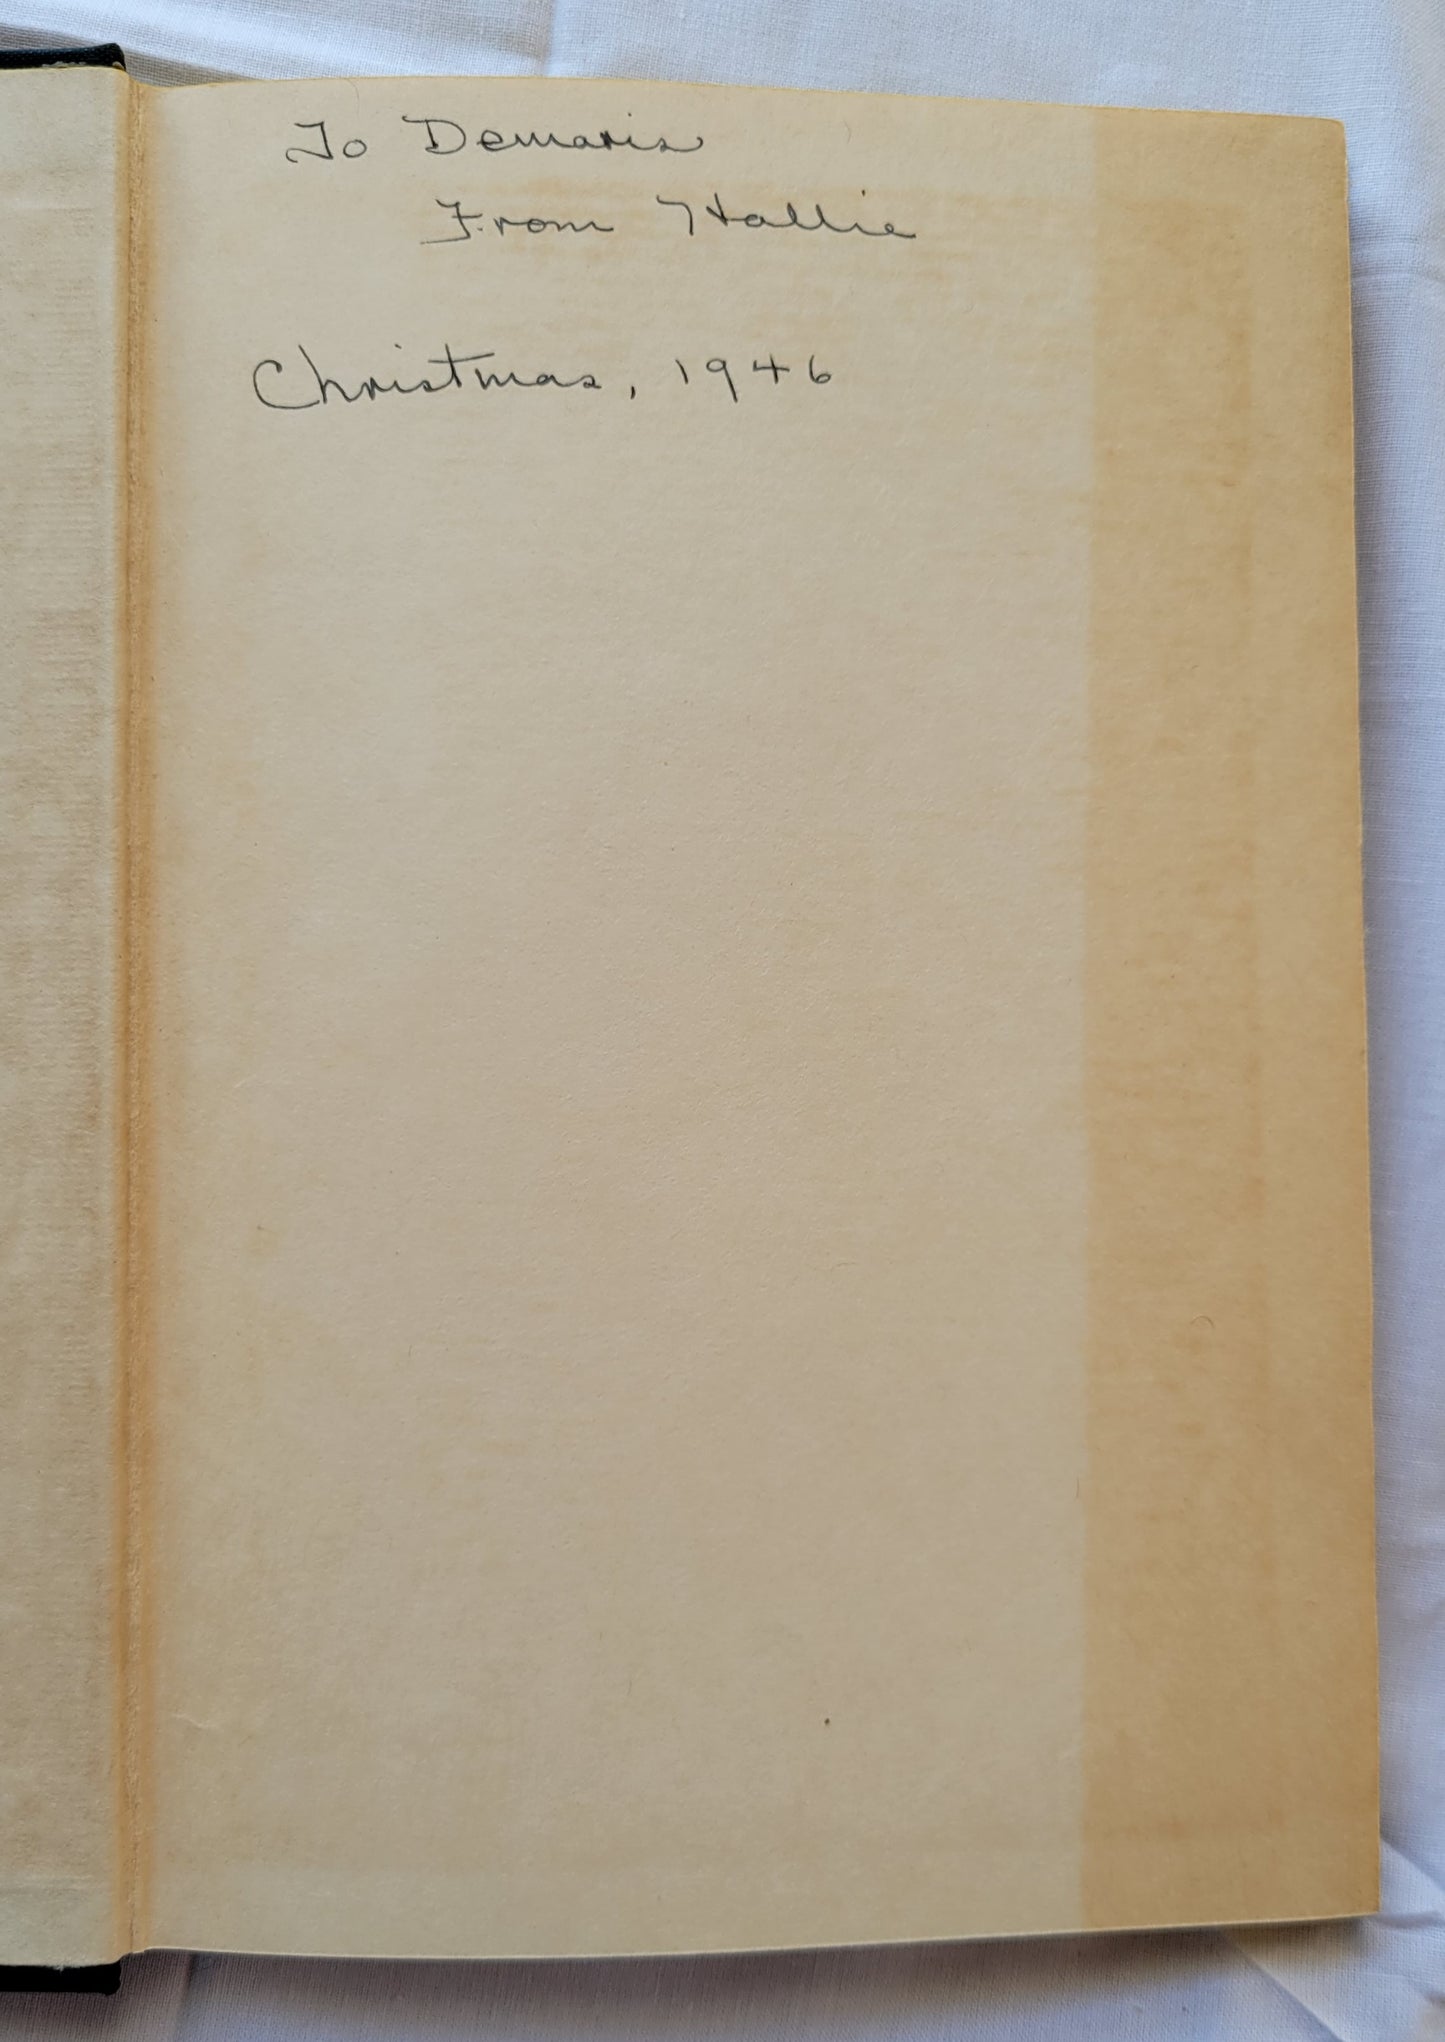 To Demaris
From Hallie
Christmas, 1946